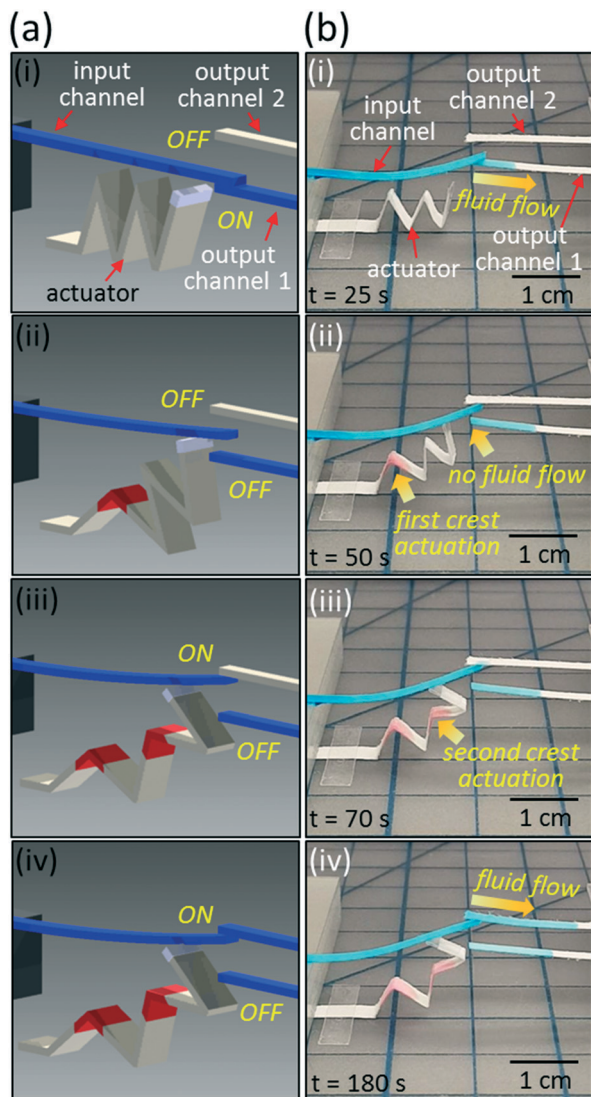 (a)
(i)
input
channel
output
channel 2
OFF
ON
actuator
output
channel 1
(ii)
OFF
OFF
(iii)
ON
OFF
(iv)
ON
OFF
(b)
(i)
output
channel 2
input
channel
fluid flow
actuator
output
channel 1
t = 25 s
1 cm
(ii)
no fluid flow
first crest
actuation
t = 50 s
1 cm
(iii)
second crest
actuation
t = 70 s
1 cm
(iv)
fluid flow
t = 180 s
1 cm